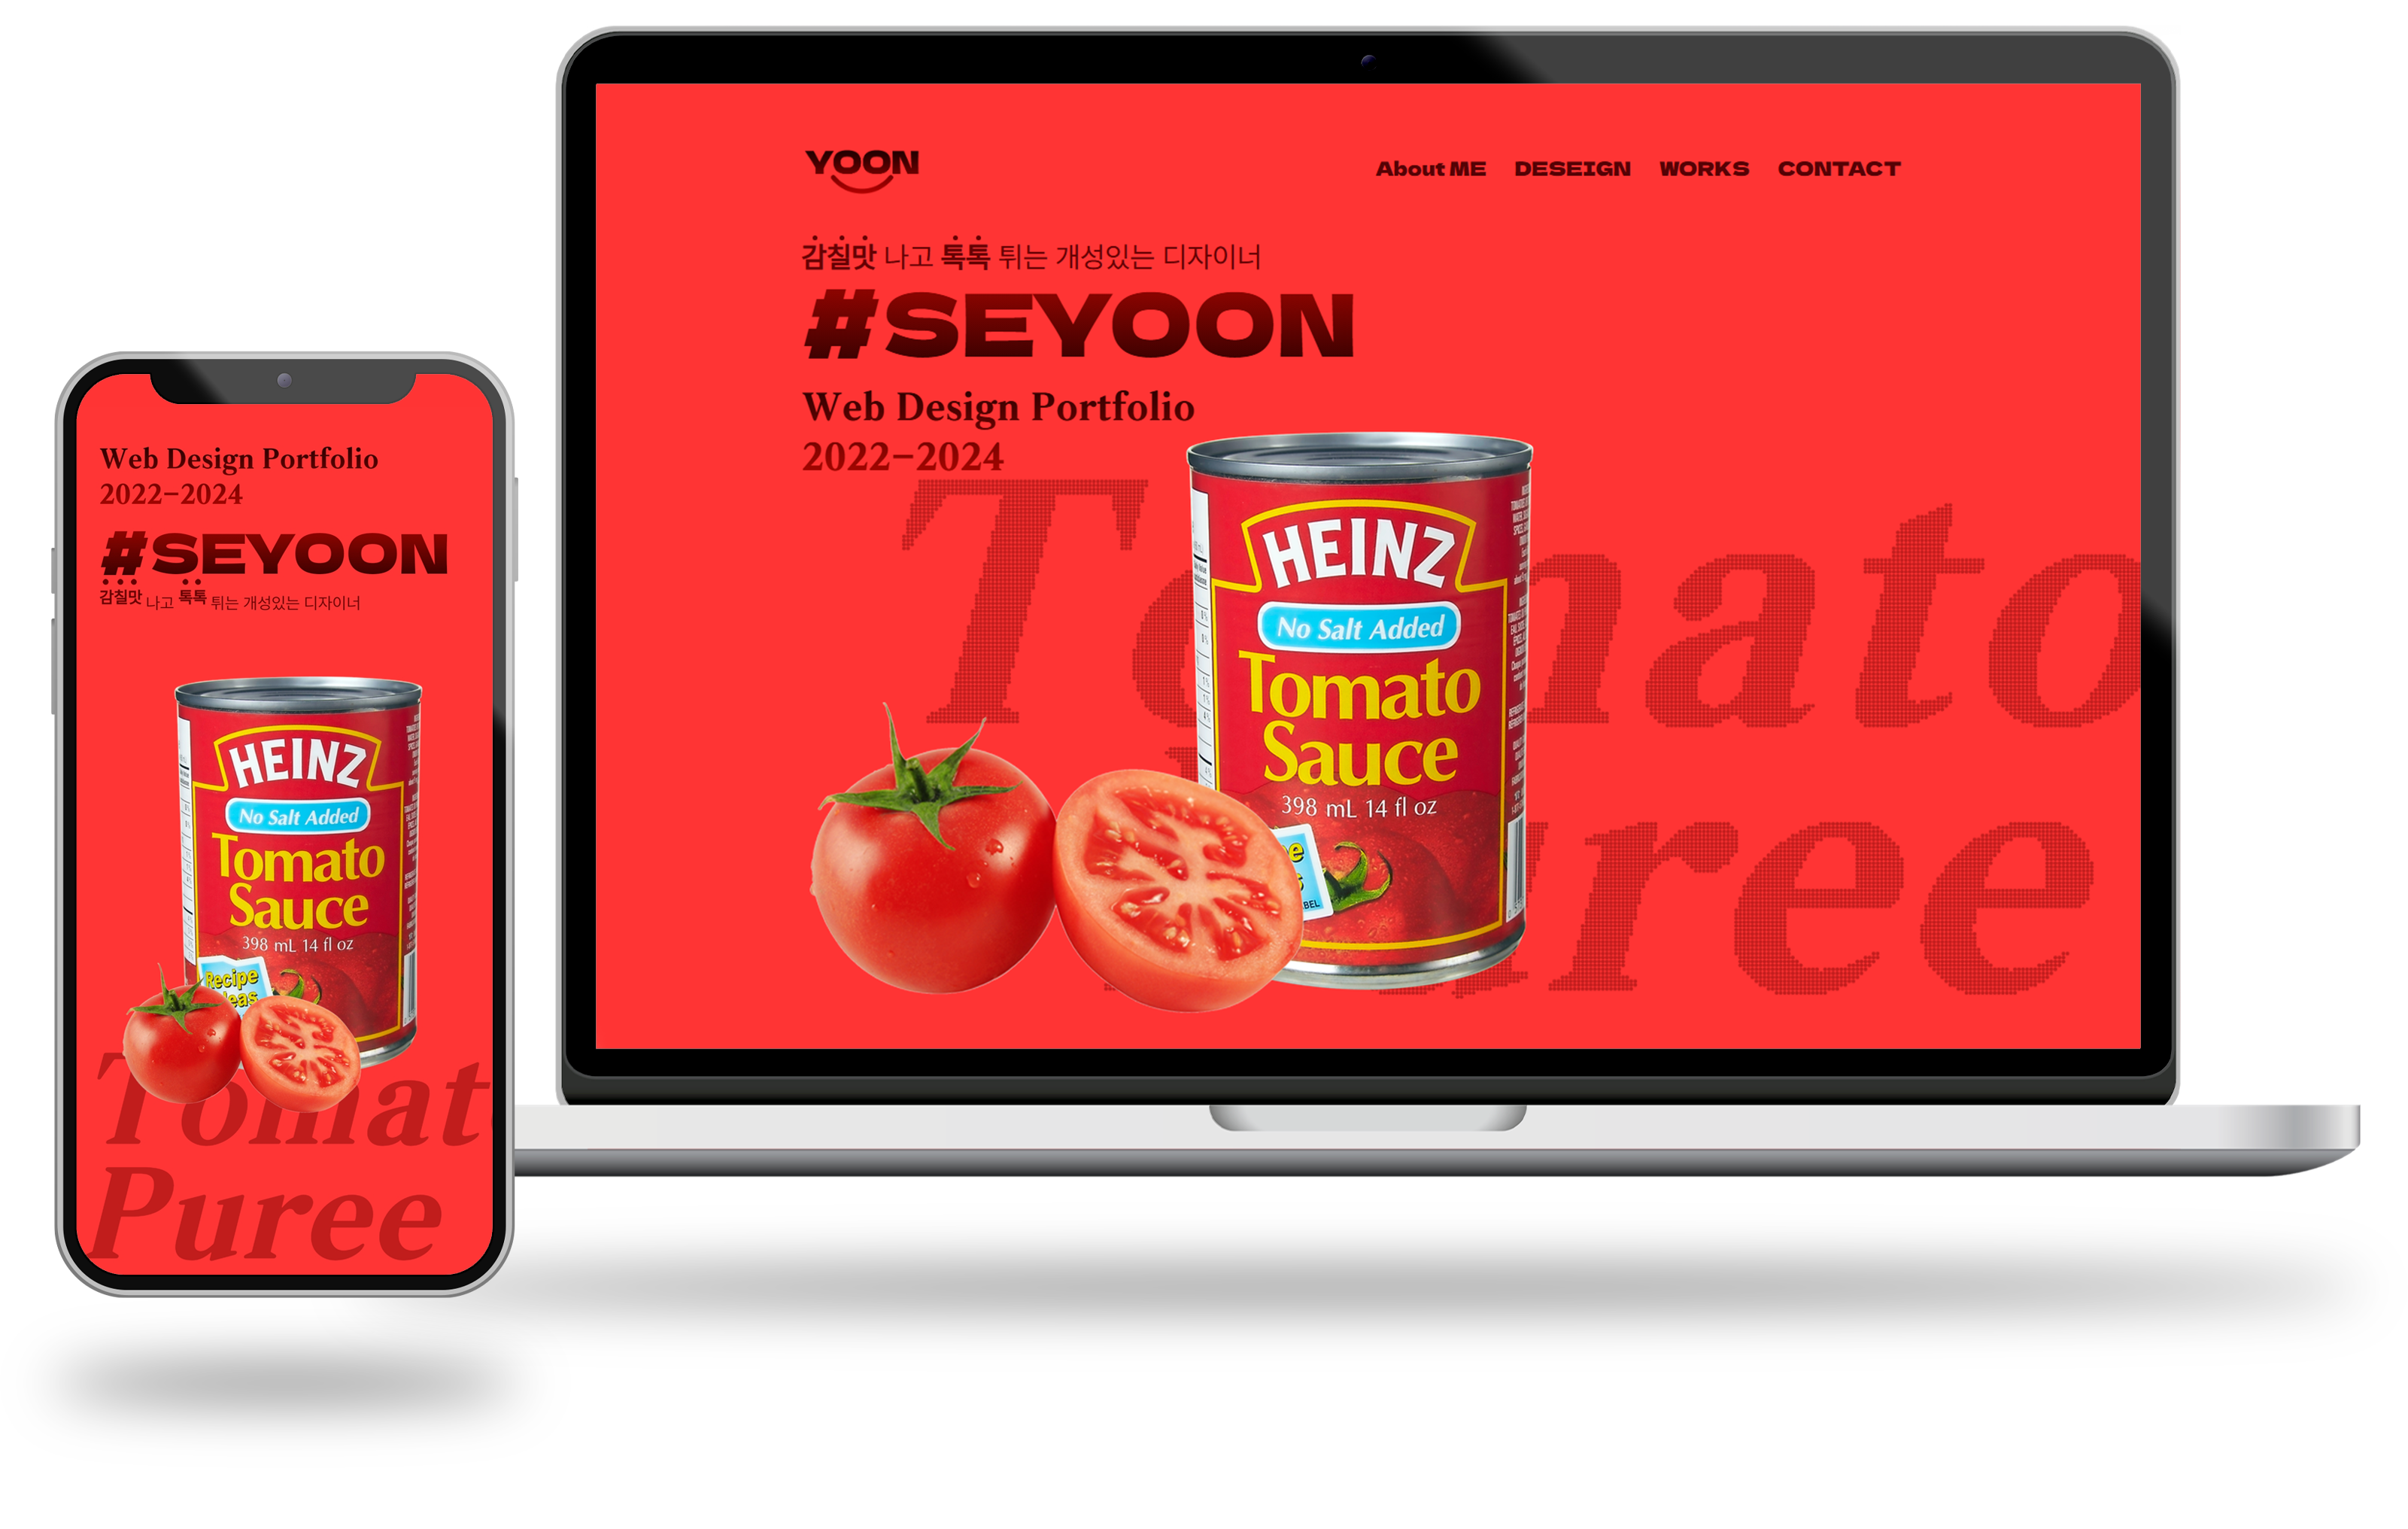 YOON
About ME DESEIGN WORKS CONTACT
감칠맛 나고 톡톡 튀는 개성있는 디자이너
#SEYOON
Web Design Portfolio
2022-2024
Tomato
Puree
HEINZ
No Salt Added
Tomato
Sauce
398 mL 14 fl oz
Web Design Portfolio
2022-2024
#SEYOON
감칠맛 나고 톡톡 튀는 개성있는 디자이너
HEINZ
No Salt Added
Tomato
Sauce
398 mL 14 fl oz
Recipe
Tomat
Puree